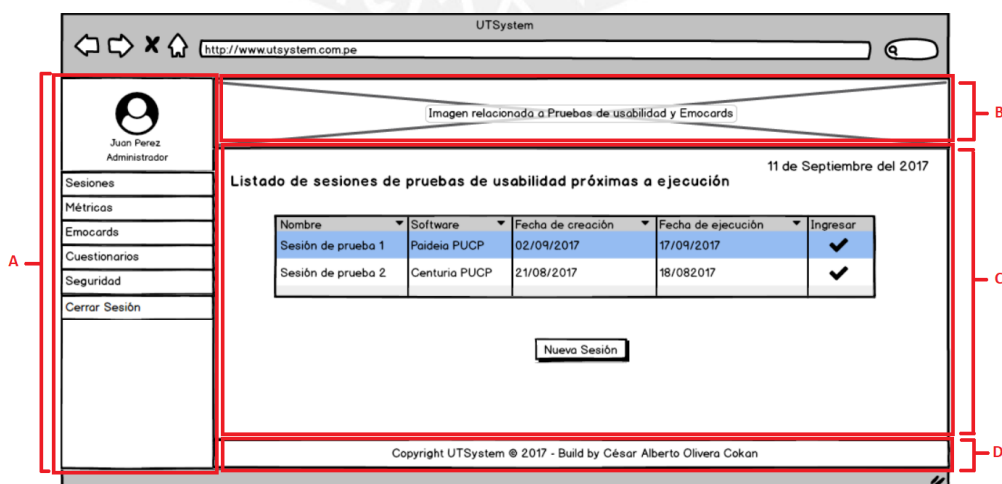 UTSystem
http://www.utsystem.com.pe
A
Juan Perez
Administrador
Sesiones
Métricas
Emocards
Cuestionarios
Seguridad
Cerrar Sesión
Imagen relacionada a Pruebas de usabilidad y Emocards
B
11 de Septiembre del 2017
Listado de sesiones de pruebas de usabilidad próximas a ejecución
Nombre Software Fecha de creación Fecha de ejecución Ingresar
Sesión de prueba 1 Paideia PUCP 02/09/2017 17/09/2017
Sesión de prueba 2 Centuria PUCP 21/08/2017 18/082017
Nueva Sesión
C
Copyright UTSystem © 2017 - Build by César Alberto Olivera Cokan
D